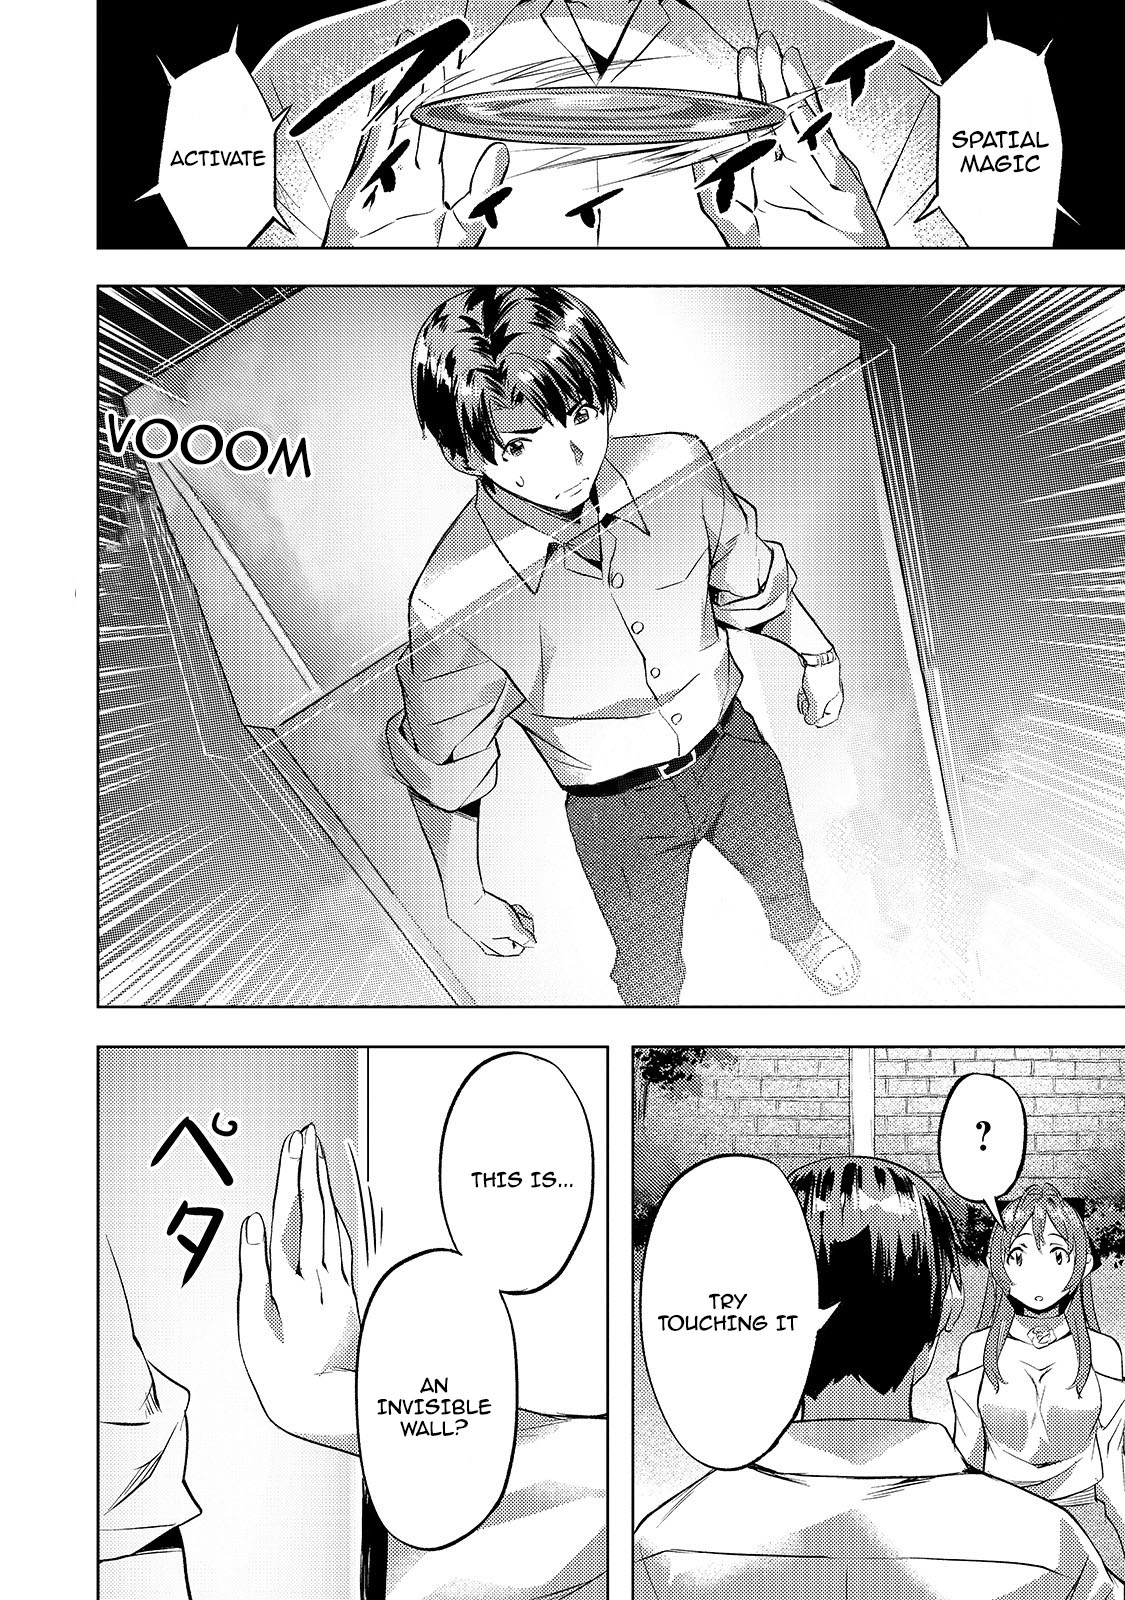 SPATIAL
MAGIC
ACTIVATE
VOOOM
?
TRY
TOUCHING IT
THIS IS...
AN
INVISIBLE
WALL?
ペタ